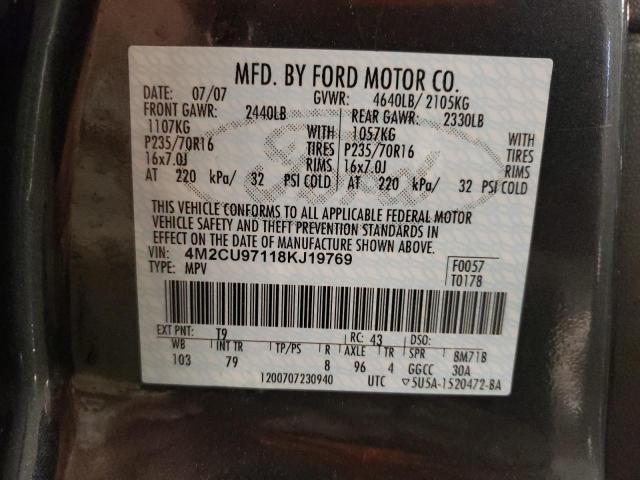 MFD. BY FORD MOTOR CO.
DATE: 07/07 GVWR: 4640LB/ 2105KG
FRONT GAWR: 2440LB REAR GAWR: 2330LB
1107KG WITH 1057KG WITH
P235/70R16 TIRES P235/70R16 TIRES
16x7.0J RIMS 16x7.0J RIMS
AT 220 kPa/ 32 PSI COLD AT 220 kPa/ 32 PSI COLD
THIS VEHICLE CONFORMS TO ALL APPLICABLE FEDERAL MOTOR
VEHICLE SAFETY AND THEFT PREVENTION STANDARDS IN
EFFECT ON THE DATE OF MANUFACTURE SHOWN ABOVE.
VIN: 4M2CU97118KJ19769 F0057
TYPE: MPV T0178
EXT PNT: T9 RC: 43 DSO:
WB INT TR TP/PS R AXLE TR SPR 8M71B
103 79 8 96 4 GGCC 30A
1200707230940 UTC ▽5U5A-1520472-BA
Ford